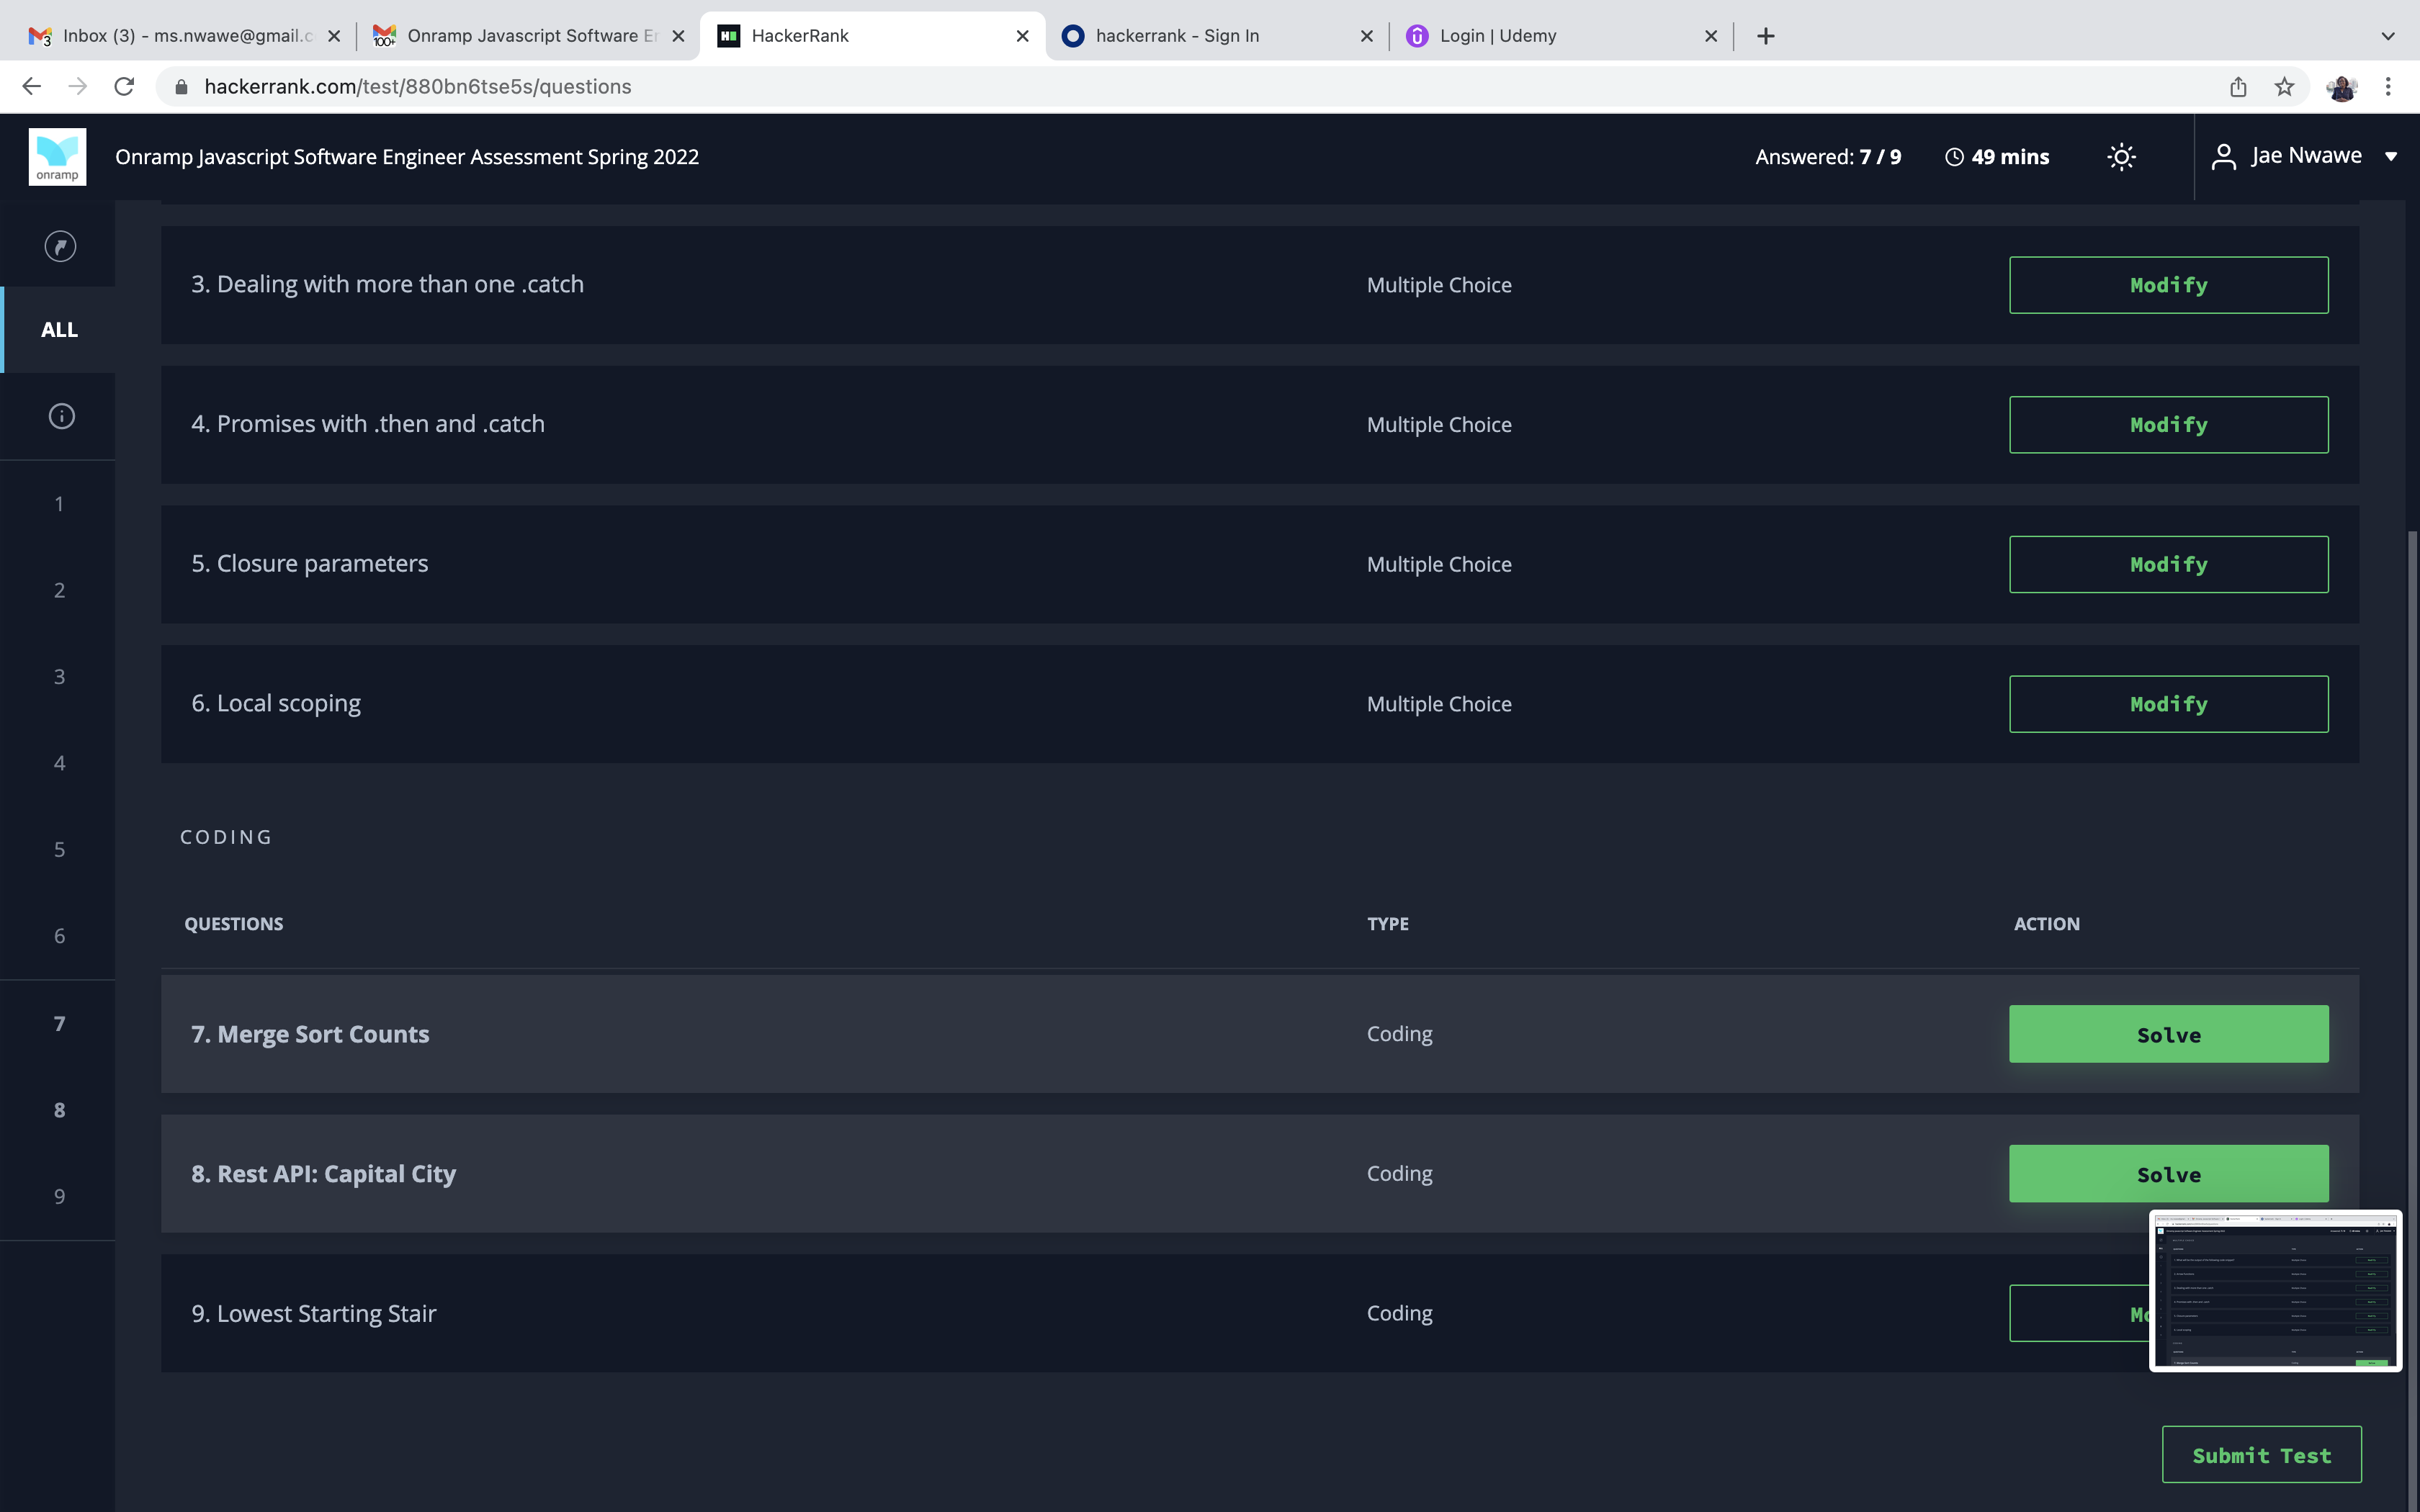 Inbox (3) - ms.nwawe@gmail.c
Onramp Javascript Software Er
HackerRank
hackerrank - Sign In
Login | Udemy
hackerrank.com/test/880bn6tse5s/questions
onramp
Onramp Javascript Software Engineer Assessment Spring 2022
Answered: 7 / 9
49 mins
Jae Nwawe
ALL
1
2
3
4
5
6
7
8
9
3. Dealing with more than one .catch Multiple Choice Modify
4. Promises with .then and .catch Multiple Choice Modify
5. Closure parameters Multiple Choice Modify
6. Local scoping Multiple Choice Modify
CODING
QUESTIONS TYPE ACTION
7. Merge Sort Counts Coding Solve
8. Rest API: Capital City Coding Solve
9. Lowest Starting Stair Coding Mo
Submit Test